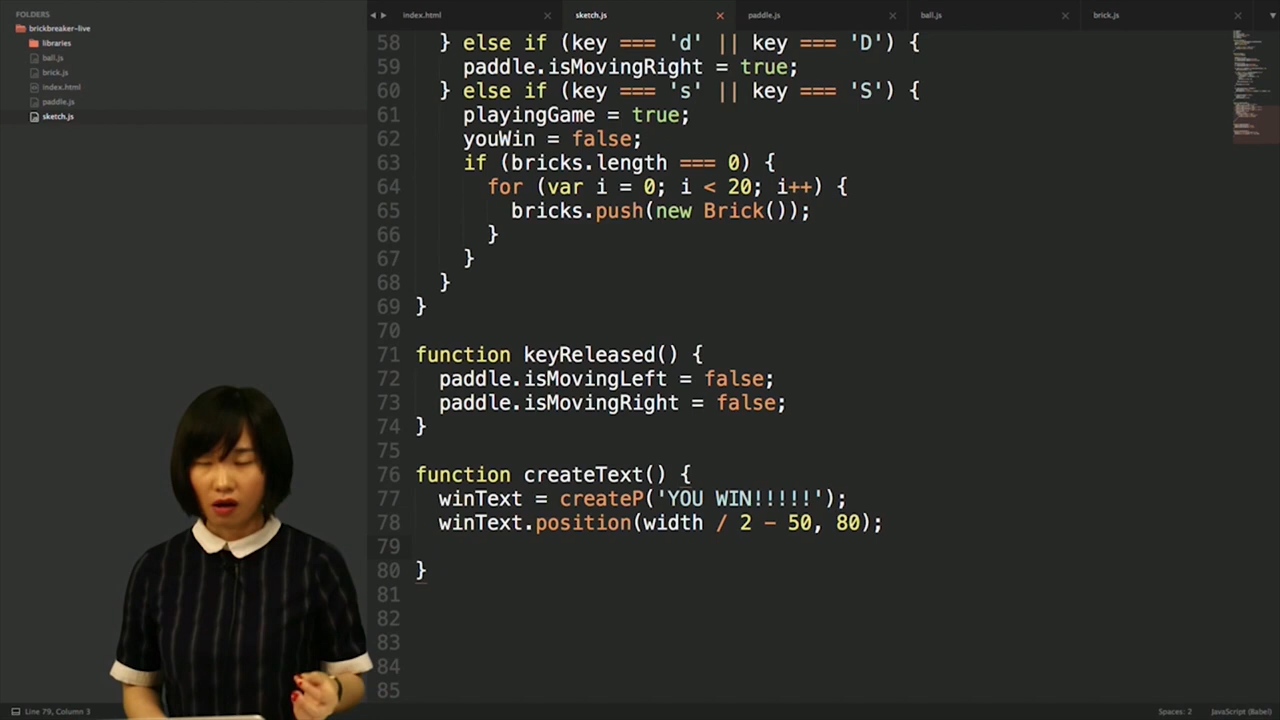 FOLDERS
brickbreaker-live
libraries
ball.js
brick.js
index.html
paddle.js
sketch.js
index.html sketch.js paddle.js ball.js brick.js
58 } else if (key === 'd' || key === 'D') {
59 paddle.isMovingRight = true;
60 } else if (key === 's' || key === 'S') {
61 playingGame = true;
62 youWin = false;
63 if (bricks.length === 0) {
64 for (var i = 0; i < 20; i++) {
65 bricks.push(new Brick());
66 }
67 }
68 }
69 }
70
71 function keyReleased() {
72 paddle.isMovingLeft = false;
73 paddle.isMovingRight = false;
74 }
75
76 function createText() {
77 winText = createP('YOU WIN!!!!!');
78 winText.position(width / 2 - 50, 80);
79
80 }
81
82
83
84
85
Line 79, Column 3
Spaces: 2
JavaScript (Babel)